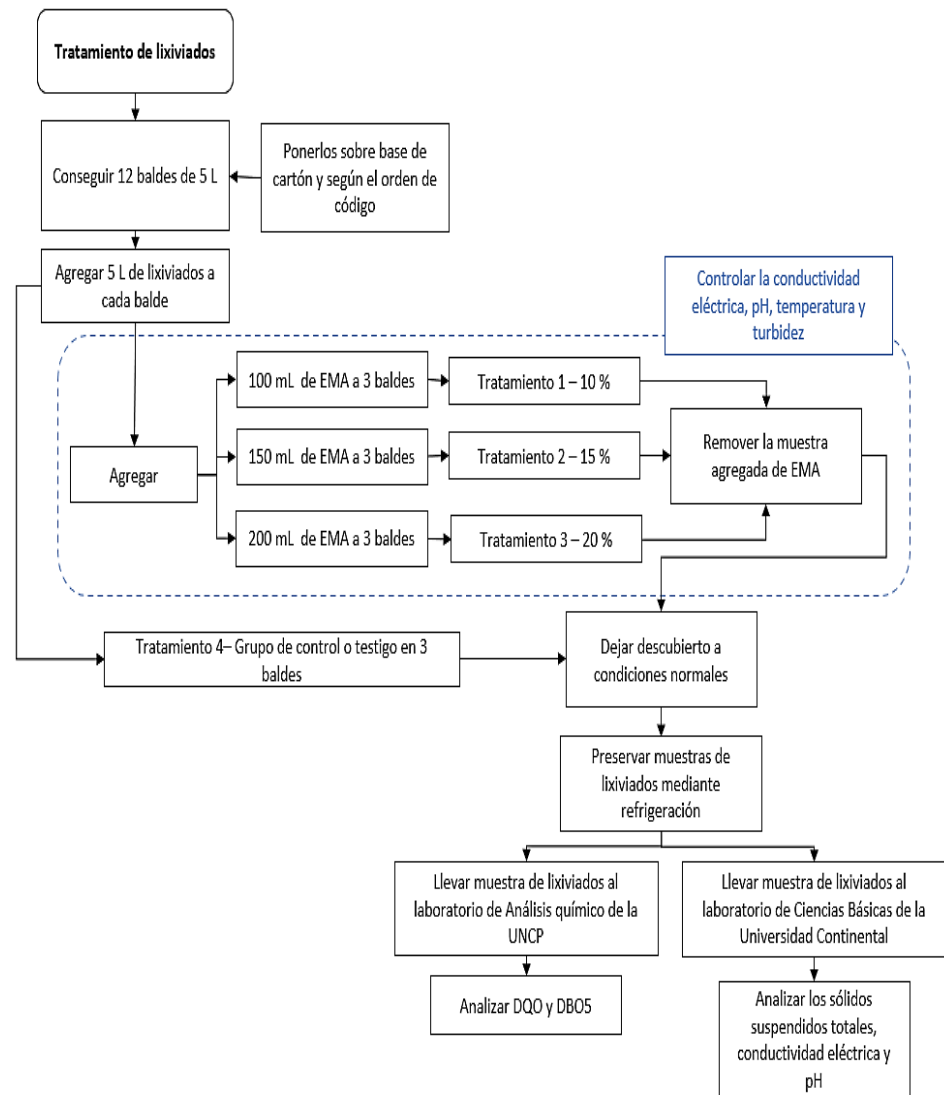 Tratamiento de lixiviados
Conseguir 12 baldes de 5 L
Ponerlos sobre base de
cartón y según el orden de
código
Agregar 5 L de lixiviados a
cada balde
Controlar la conductividad
eléctrica, pH, temperatura y
turbidez
Agregar
100 mL de EMA a 3 baldes
Tratamiento 1 – 10 %
150 mL de EMA a 3 baldes
Tratamiento 2 – 15 %
200 mL de EMA a 3 baldes
Tratamiento 3 – 20 %
Remover la muestra
agregada de EMA
Tratamiento 4– Grupo de control o testigo en 3
baldes
Dejar descubierto a
condiciones normales
Preservar muestras de
lixiviados mediante
refrigeración
Llevar muestra de lixiviados al
laboratorio de Análisis químico de la
UNCP
Llevar muestra de lixiviados al
laboratorio de Ciencias Básicas de la
Universidad Continental
Analizar DQO y DBO5
Analizar los sólidos
suspendidos totales,
conductividad eléctrica y
pH